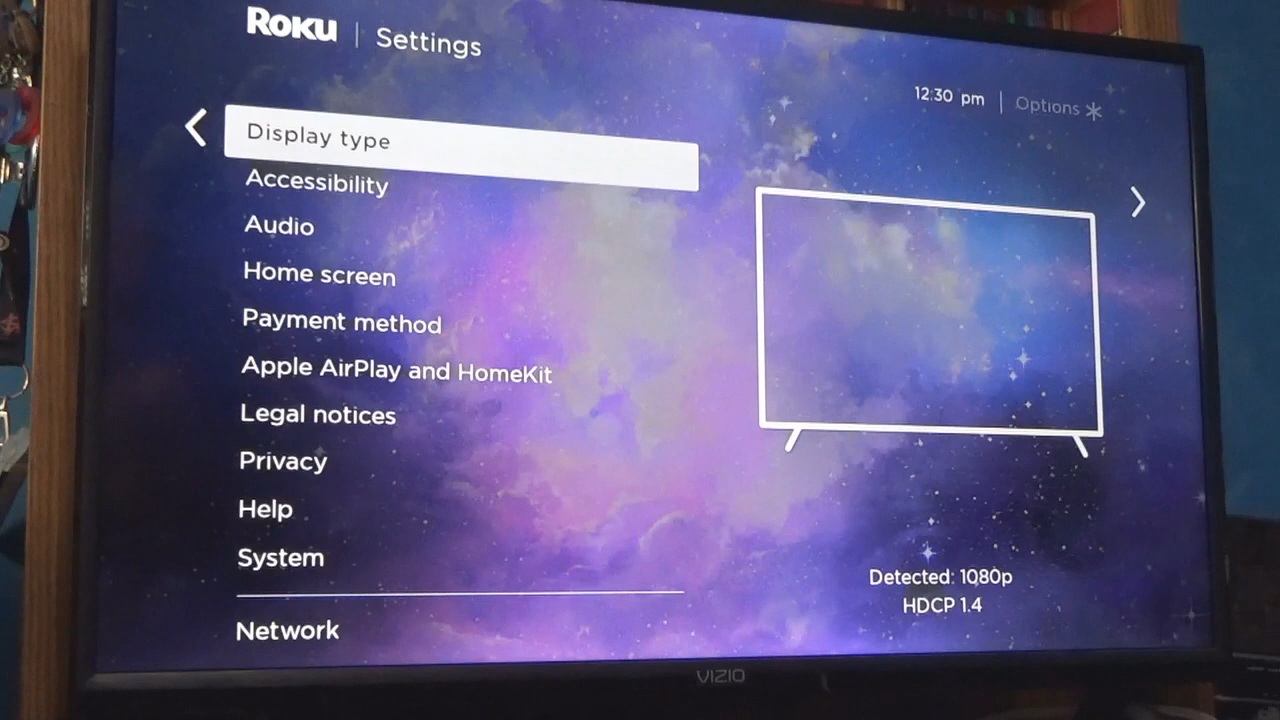 Roku | Settings
12:30 pm | Options *
Display type
Accessibility
Audio
Home screen
Payment method
Apple AirPlay and HomeKit
Legal notices
Privacy
Help
System
Network
Detected: 1080p
HDCP 1.4
VIZIO